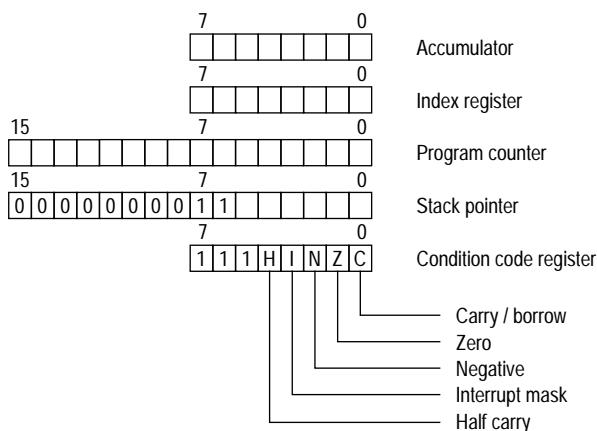 7 0
Accumulator
7 0
Index register
15 7 0
Program counter
15 7 0
0 0 0 0 0 0 0 0 1 1 Stack pointer
7 0
1 1 1 H I N Z C Condition code register
Carry / borrow
Zero
Negative
Interrupt mask
Half carry